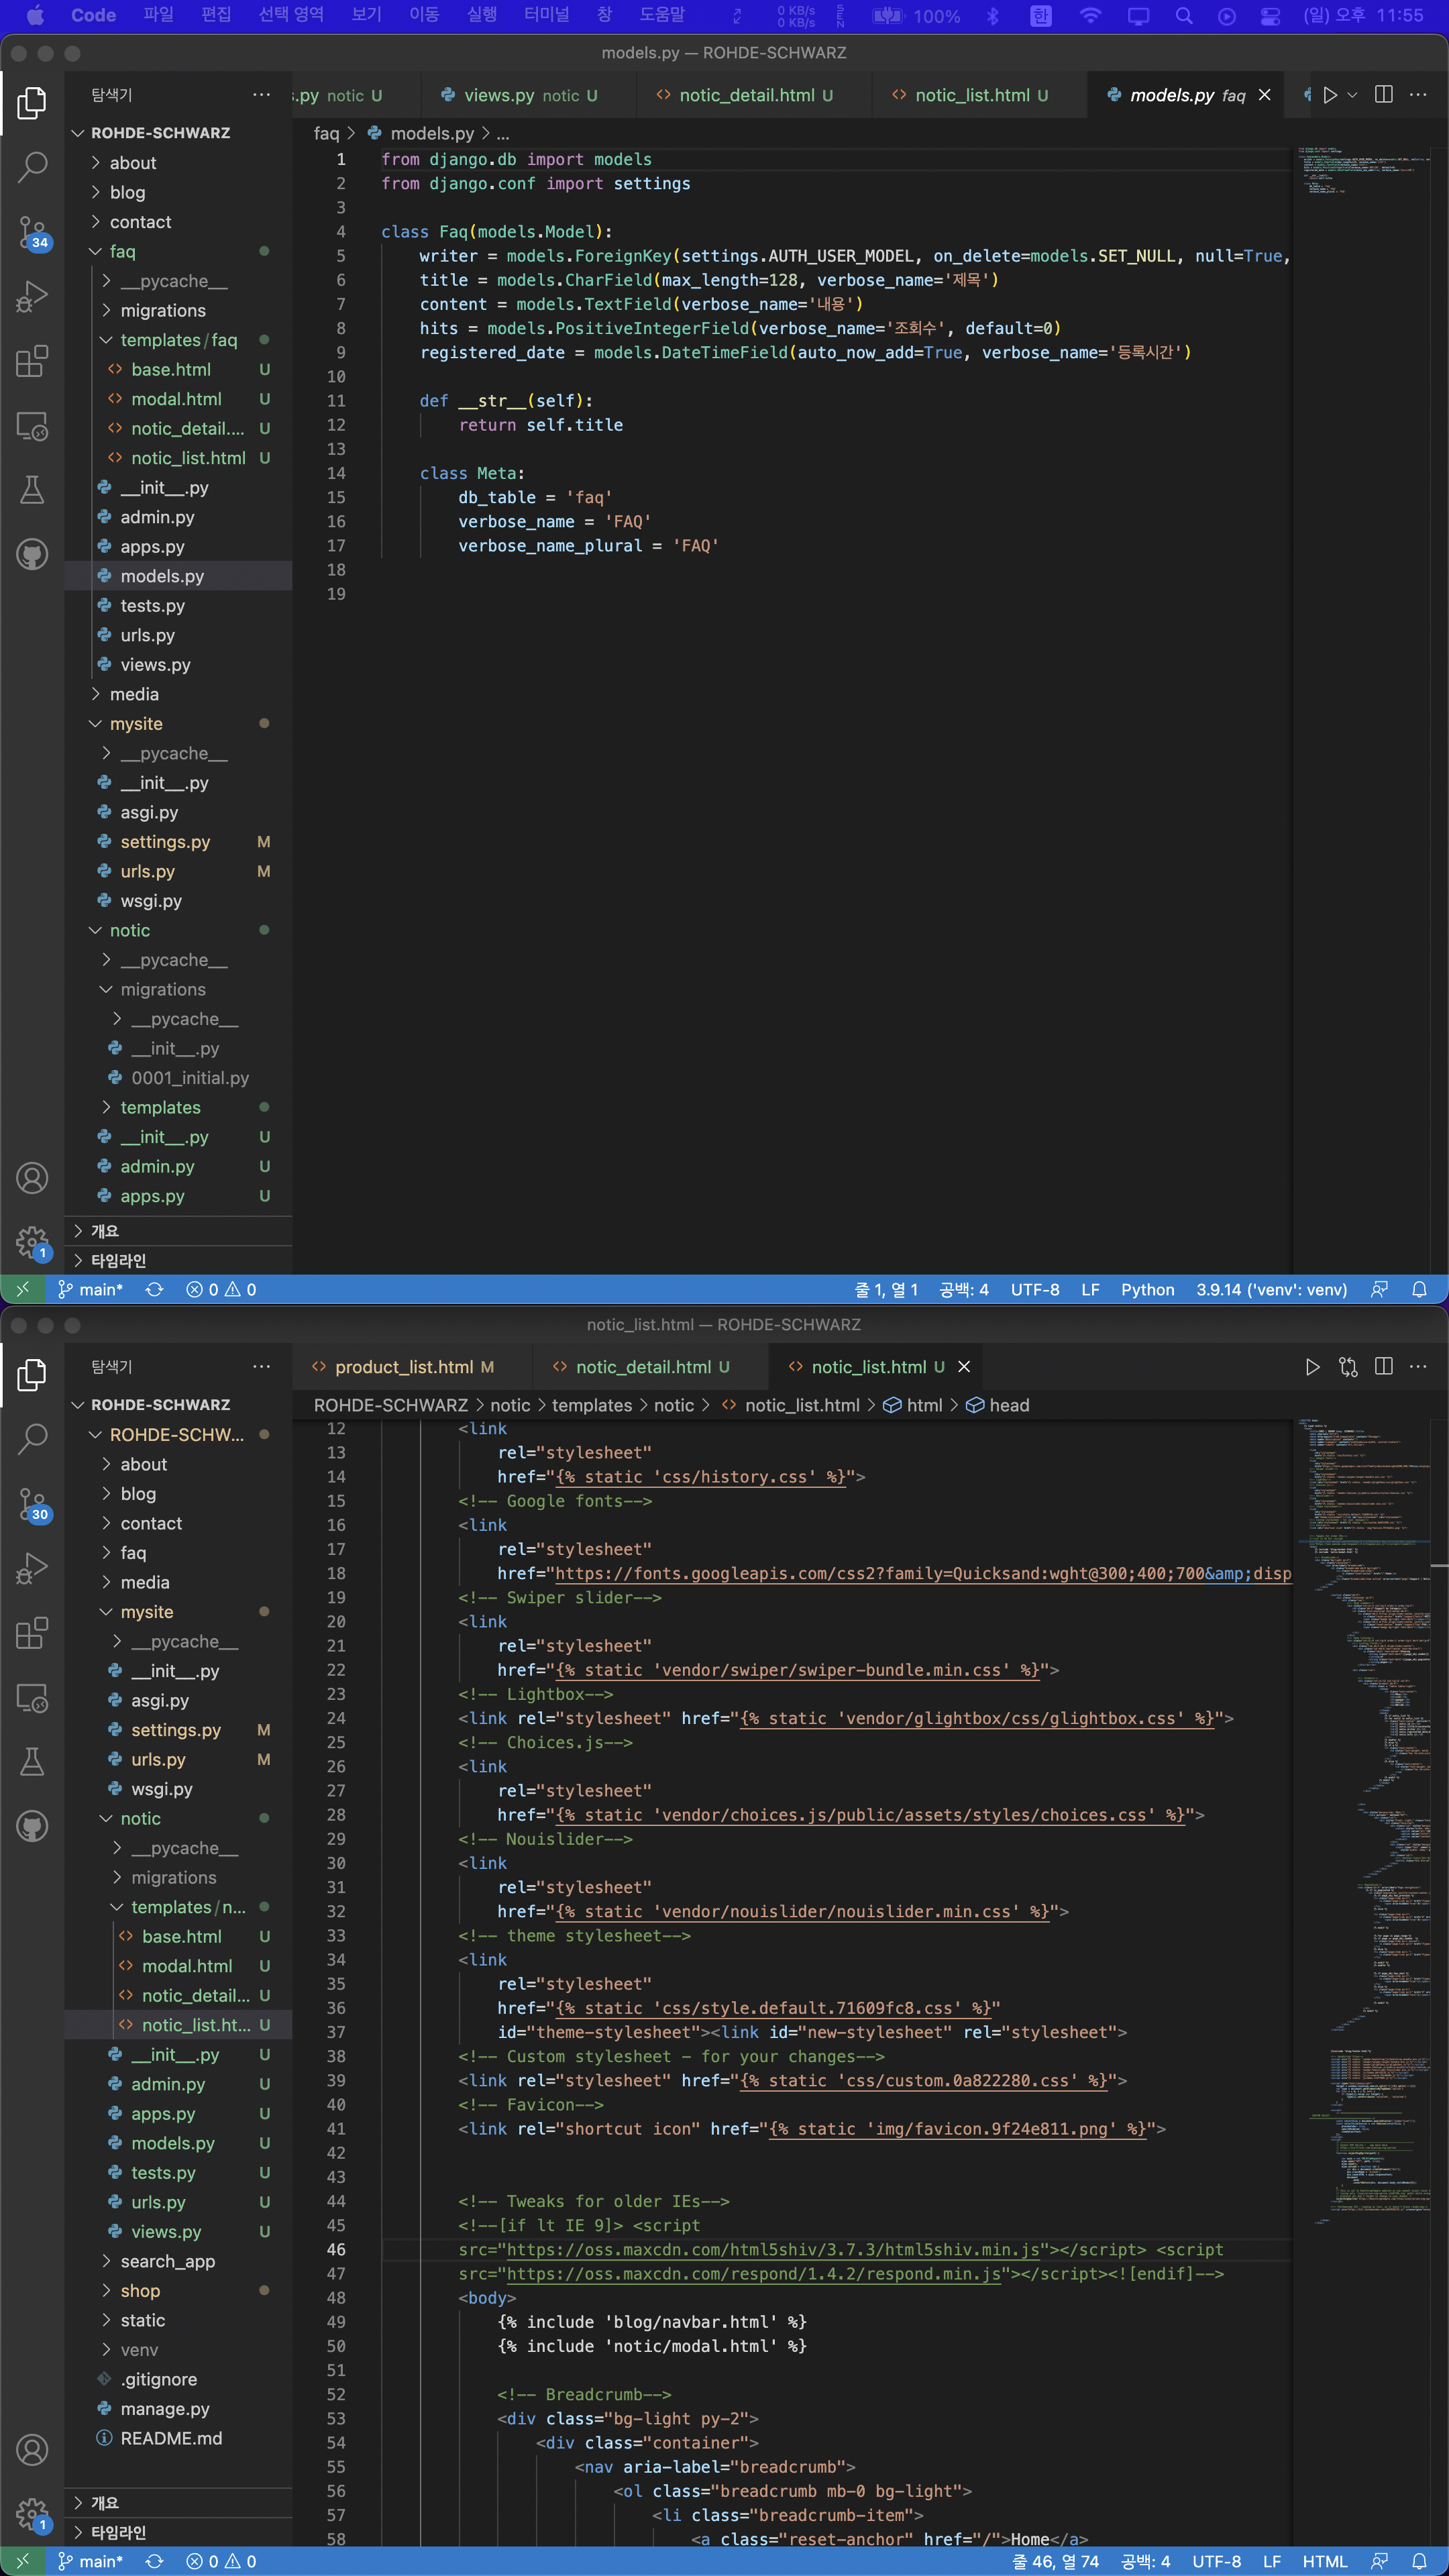 Code 파일 편집 선택 영역 보기 이동 실행 터미널 창 도움말 0 KB/s 0 KB/s SEN 100% 한 (일) 오후 11:55
models.py — ROHDE-SCHWARZ
탐색기 ···
s.py notic U views.py notic U notic_detail.html U notic_list.html U models.py faq
faq > models.py > ...
ROHDE-SCHWARZ
about
blog
contact
faq
__pycache__
migrations
templates/faq
base.html U
modal.html U
notic_detail.... U
notic_list.html U
__init__.py
admin.py
apps.py
models.py
tests.py
urls.py
views.py
media
mysite
__pycache__
__init__.py
asgi.py
settings.py M
urls.py M
wsgi.py
notic
__pycache__
migrations
__pycache__
__init__.py
0001_initial.py
templates
__init__.py U
admin.py U
apps.py U
개요
타임라인
34
1
1 from django.db import models
2 from django.conf import settings
3
4 class Faq(models.Model):
5 writer = models.ForeignKey(settings.AUTH_USER_MODEL, on_delete=models.SET_NULL, null=True,
6 title = models.CharField(max_length=128, verbose_name='제목')
7 content = models.TextField(verbose_name='내용')
8 hits = models.PositiveIntegerField(verbose_name='조회수', default=0)
9 registered_date = models.DateTimeField(auto_now_add=True, verbose_name='등록시간')
10
11 def __str__(self):
12 return self.title
13
14 class Meta:
15 db_table = 'faq'
16 verbose_name = 'FAQ'
17 verbose_name_plural = 'FAQ'
18
19
main* 0 0 줄 1, 열 1 공백: 4 UTF-8 LF Python 3.9.14 ('venv': venv)
notic_list.html — ROHDE-SCHWARZ
탐색기 ···
product_list.html M notic_detail.html U notic_list.html U
ROHDE-SCHWARZ > notic > templates > notic > notic_list.html > html > head
ROHDE-SCHWARZ
ROHDE-SCHW...
about
blog
contact
faq
media
mysite
__pycache__
__init__.py
asgi.py
settings.py M
urls.py M
wsgi.py
notic
__pycache__
migrations
templates/n...
base.html U
modal.html U
notic_detail... U
notic_list.ht... U
__init__.py U
admin.py U
apps.py U
models.py U
tests.py U
urls.py U
views.py U
search_app
shop
static
venv
.gitignore
manage.py
README.md
개요
타임라인
30
1
12 <link
13 rel="stylesheet"
14 href="{% static 'css/history.css' %}">
15 <!-- Google fonts-->
16 <link
17 rel="stylesheet"
18 href="https://fonts.googleapis.com/css2?family=Quicksand:wght@300;400;700&amp;disp
19 <!-- Swiper slider-->
20 <link
21 rel="stylesheet"
22 href="{% static 'vendor/swiper/swiper-bundle.min.css' %}">
23 <!-- Lightbox-->
24 <link rel="stylesheet" href="{% static 'vendor/glightbox/css/glightbox.css' %}">
25 <!-- Choices.js-->
26 <link
27 rel="stylesheet"
28 href="{% static 'vendor/choices.js/public/assets/styles/choices.css' %}">
29 <!-- Nouislider-->
30 <link
31 rel="stylesheet"
32 href="{% static 'vendor/nouislider/nouislider.min.css' %}">
33 <!-- theme stylesheet-->
34 <link
35 rel="stylesheet"
36 href="{% static 'css/style.default.71609fc8.css' %}"
37 id="theme-stylesheet"><link id="new-stylesheet" rel="stylesheet">
38 <!-- Custom stylesheet - for your changes-->
39 <link rel="stylesheet" href="{% static 'css/custom.0a822280.css' %}">
40 <!-- Favicon-->
41 <link rel="shortcut icon" href="{% static 'img/favicon.9f24e811.png' %}">
42
43
44 <!-- Tweaks for older IEs-->
45 <!--[if lt IE 9]> <script
46 src="https://oss.maxcdn.com/html5shiv/3.7.3/html5shiv.min.js"></script> <script
47 src="https://oss.maxcdn.com/respond/1.4.2/respond.min.js"></script><![endif]-->
48 <body>
49 {% include 'blog/navbar.html' %}
50 {% include 'notic/modal.html' %}
51
52 <!-- Breadcrumb-->
53 <div class="bg-light py-2">
54 <div class="container">
55 <nav aria-label="breadcrumb">
56 <ol class="breadcrumb mb-0 bg-light">
57 <li class="breadcrumb-item">
58 <a class="reset-anchor" href="/">Home</a>
main* 0 0 줄 46, 열 74 공백: 4 UTF-8 LF HTML